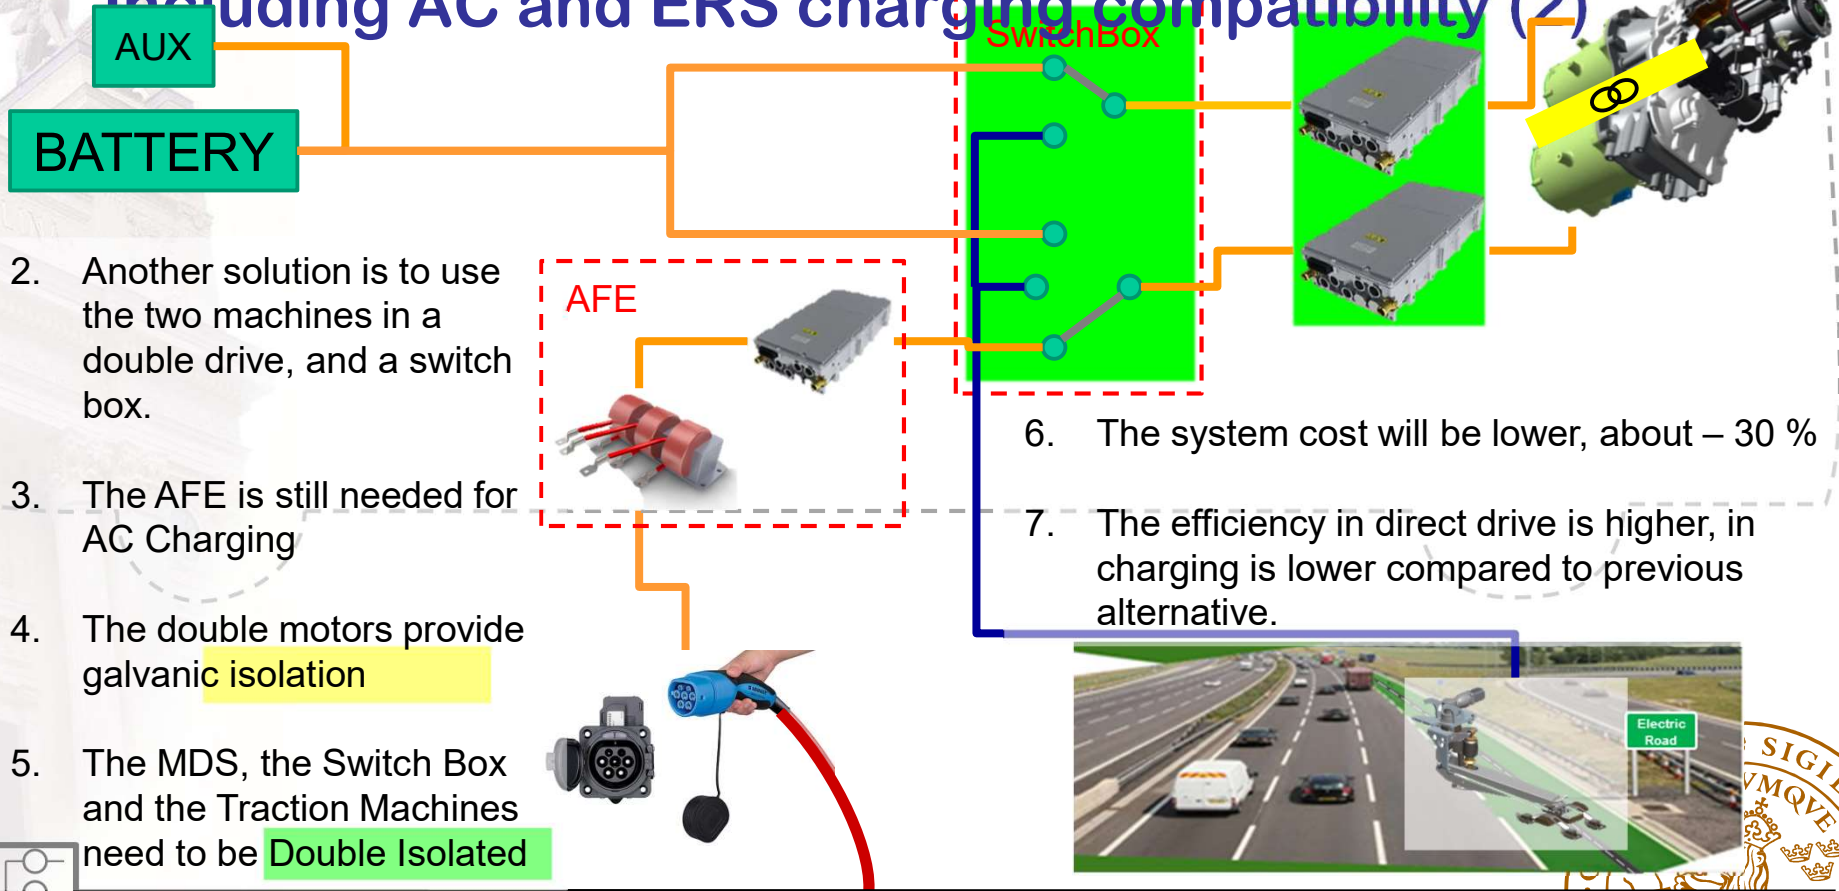 including AC and ERS charging compatibility (2)
AUX
SwitchBox
BATTERY
2. Another solution is to use
the two machines in a
double drive, and a switch
box.
AFE
3. The AFE is still needed for
AC Charging
4. The double motors provide
galvanic isolation
5. The MDS, the Switch Box
and the Traction Machines
need to be Double Isolated
6. The system cost will be lower, about – 30 %
7. The efficiency in direct drive is higher, in
charging is lower compared to previous
alternative.
Electric
Road